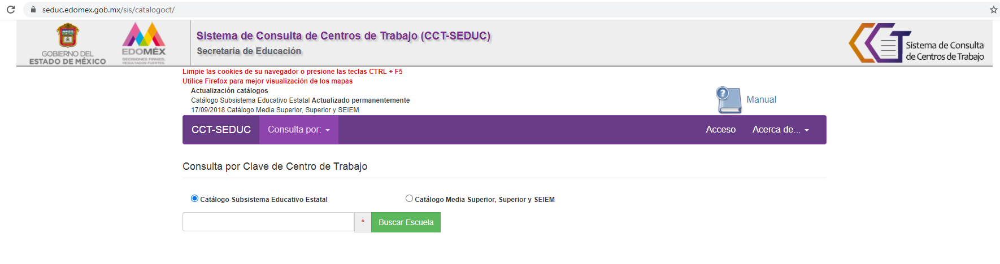 seduc.edomex.gob.mx/sis/catalogoct/
GOBIERNO DEL
ESTADO DE MÉXICO
EDOMÉX
DECISIONES FIRMES,
RESULTADOS FUERTES.
Sistema de Consulta de Centros de Trabajo (CCT-SEDUC)
Secretaría de Educación
CCT
Sistema de Consulta
de Centros de Trabajo
Limpie las cookies de su navegador o presione las teclas CTRL + F5
Utilice Firefox para mejor visualización de los mapas
Actualización catálogos
Catálogo Subsistema Educativo Estatal Actualizado permanentemente
17/09/2018 Catálogo Media Superior, Superior y SEIEM
? Manual
CCT-SEDUC Consulta por: Acceso Acerca de...
Consulta por Clave de Centro de Trabajo
Catálogo Subsistema Educativo Estatal Catálogo Media Superior, Superior y SEIEM
* Buscar Escuela